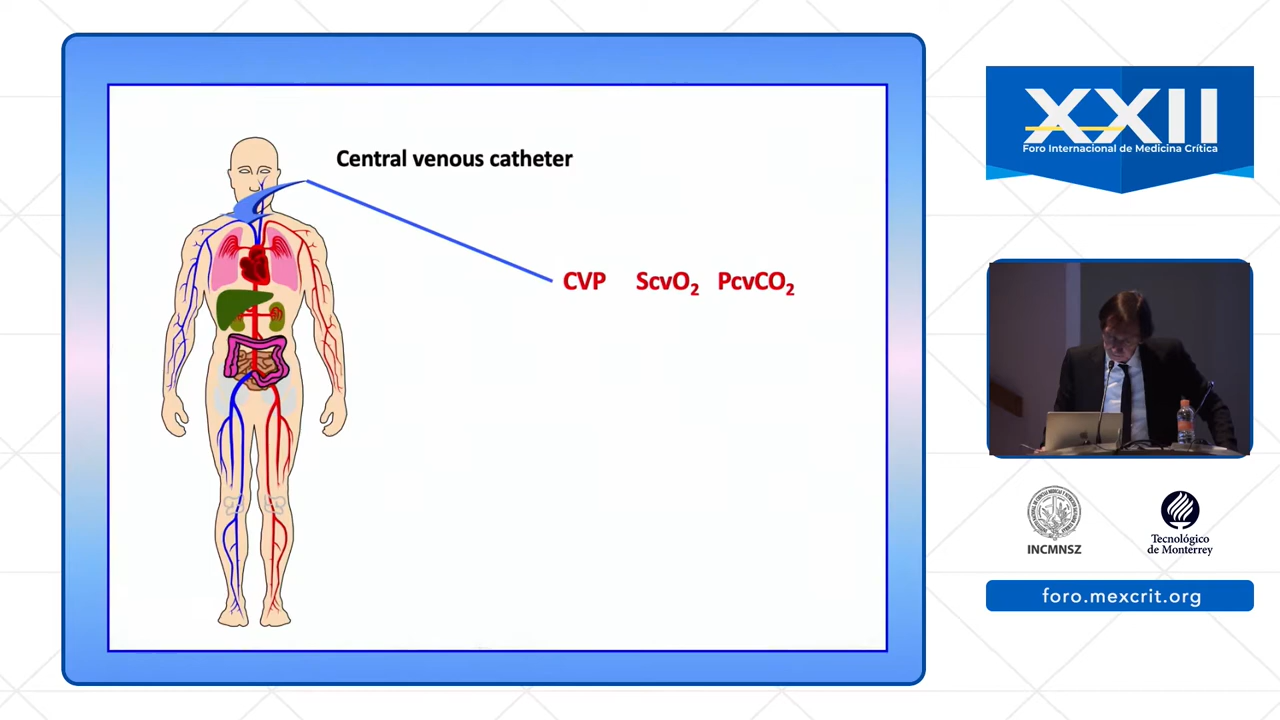 Central venous catheter
CVP ScvO₂ PcvCO₂
XXII
Foro Internacional de Medicina Crítica
INCMNSZ
Tecnológico
de Monterrey
foro.mexcrit.org